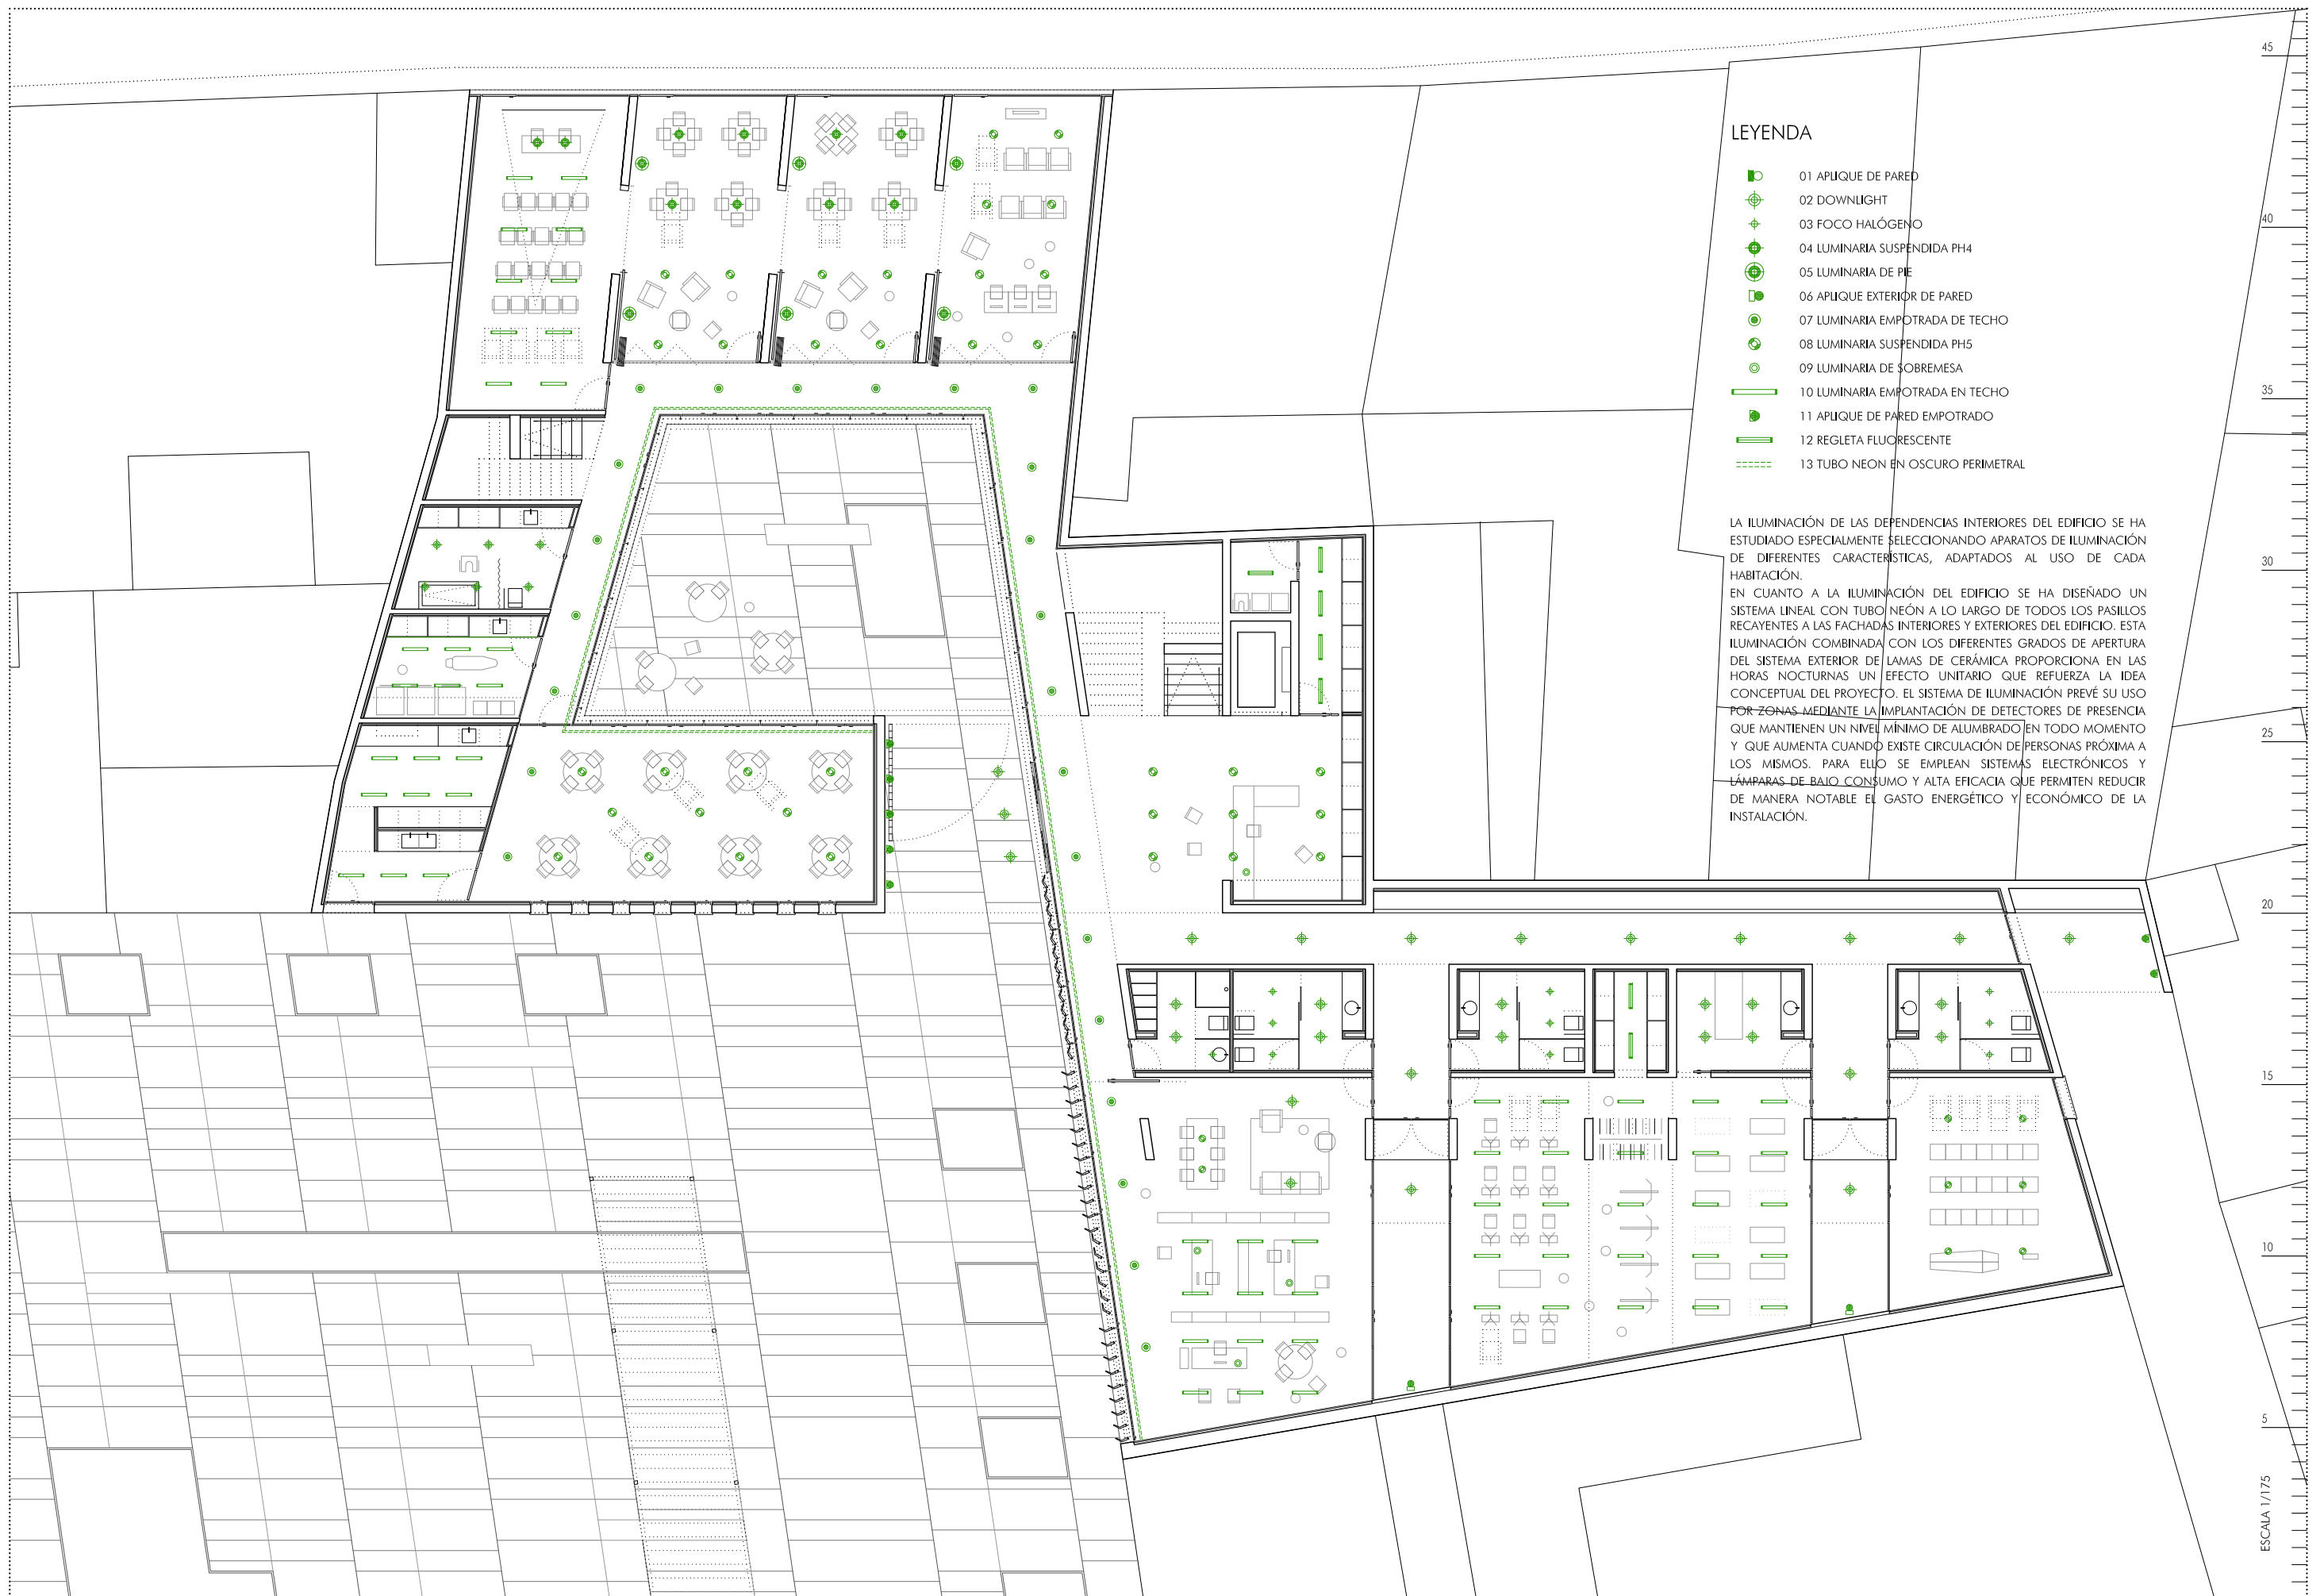 LEYENDA
01 APLIQUE DE PARED
02 DOWNLIGHT
03 FOCO HALÓGENO
04 LUMINARIA SUSPENDIDA PH4
05 LUMINARIA DE PIE
06 APLIQUE EXTERIOR DE PARED
07 LUMINARIA EMPOTRADA DE TECHO
08 LUMINARIA SUSPENDIDA PH5
09 LUMINARIA DE SOBREMESA
10 LUMINARIA EMPOTRADA EN TECHO
11 APLIQUE DE PARED EMPOTRADO
12 REGLETA FLUORESCENTE
13 TUBO NEON EN OSCURO PERIMETRAL
LA ILUMINACIÓN DE LAS DEPENDENCIAS INTERIORES DEL EDIFICIO SE HA
ESTUDIADO ESPECIALMENTE SELECCIONANDO APARATOS DE ILUMINACIÓN
DE DIFERENTES CARACTERÍSTICAS, ADAPTADOS AL USO DE CADA
HABITACIÓN.
EN CUANTO A LA ILUMINACIÓN DEL EDIFICIO SE HA DISEÑADO UN
SISTEMA LINEAL CON TUBO NEÓN A LO LARGO DE TODOS LOS PASILLOS
RECAYENTES A LAS FACHADAS INTERIORES Y EXTERIORES DEL EDIFICIO. ESTA
ILUMINACIÓN COMBINADA CON LOS DIFERENTES GRADOS DE APERTURA
DEL SISTEMA EXTERIOR DE LAMAS DE CERÁMICA PROPORCIONA EN LAS
HORAS NOCTURNAS UN EFECTO UNITARIO QUE REFUERZA LA IDEA
CONCEPTUAL DEL PROYECTO. EL SISTEMA DE ILUMINACIÓN PREVÉ SU USO
POR ZONAS MEDIANTE LA IMPLANTACIÓN DE DETECTORES DE PRESENCIA
QUE MANTIENEN UN NIVEL MÍNIMO DE ALUMBRADO EN TODO MOMENTO
Y QUE AUMENTA CUANDO EXISTE CIRCULACIÓN DE PERSONAS PRÓXIMA A
LOS MISMOS. PARA ELLO SE EMPLEAN SISTEMAS ELECTRÓNICOS Y
LÁMPARAS DE BAJO CONSUMO Y ALTA EFICACIA QUE PERMITEN REDUCIR
DE MANERA NOTABLE EL GASTO ENERGÉTICO Y ECONÓMICO DE LA
INSTALACIÓN.
45
40
35
30
25
20
15
10
5
ESCALA 1/175